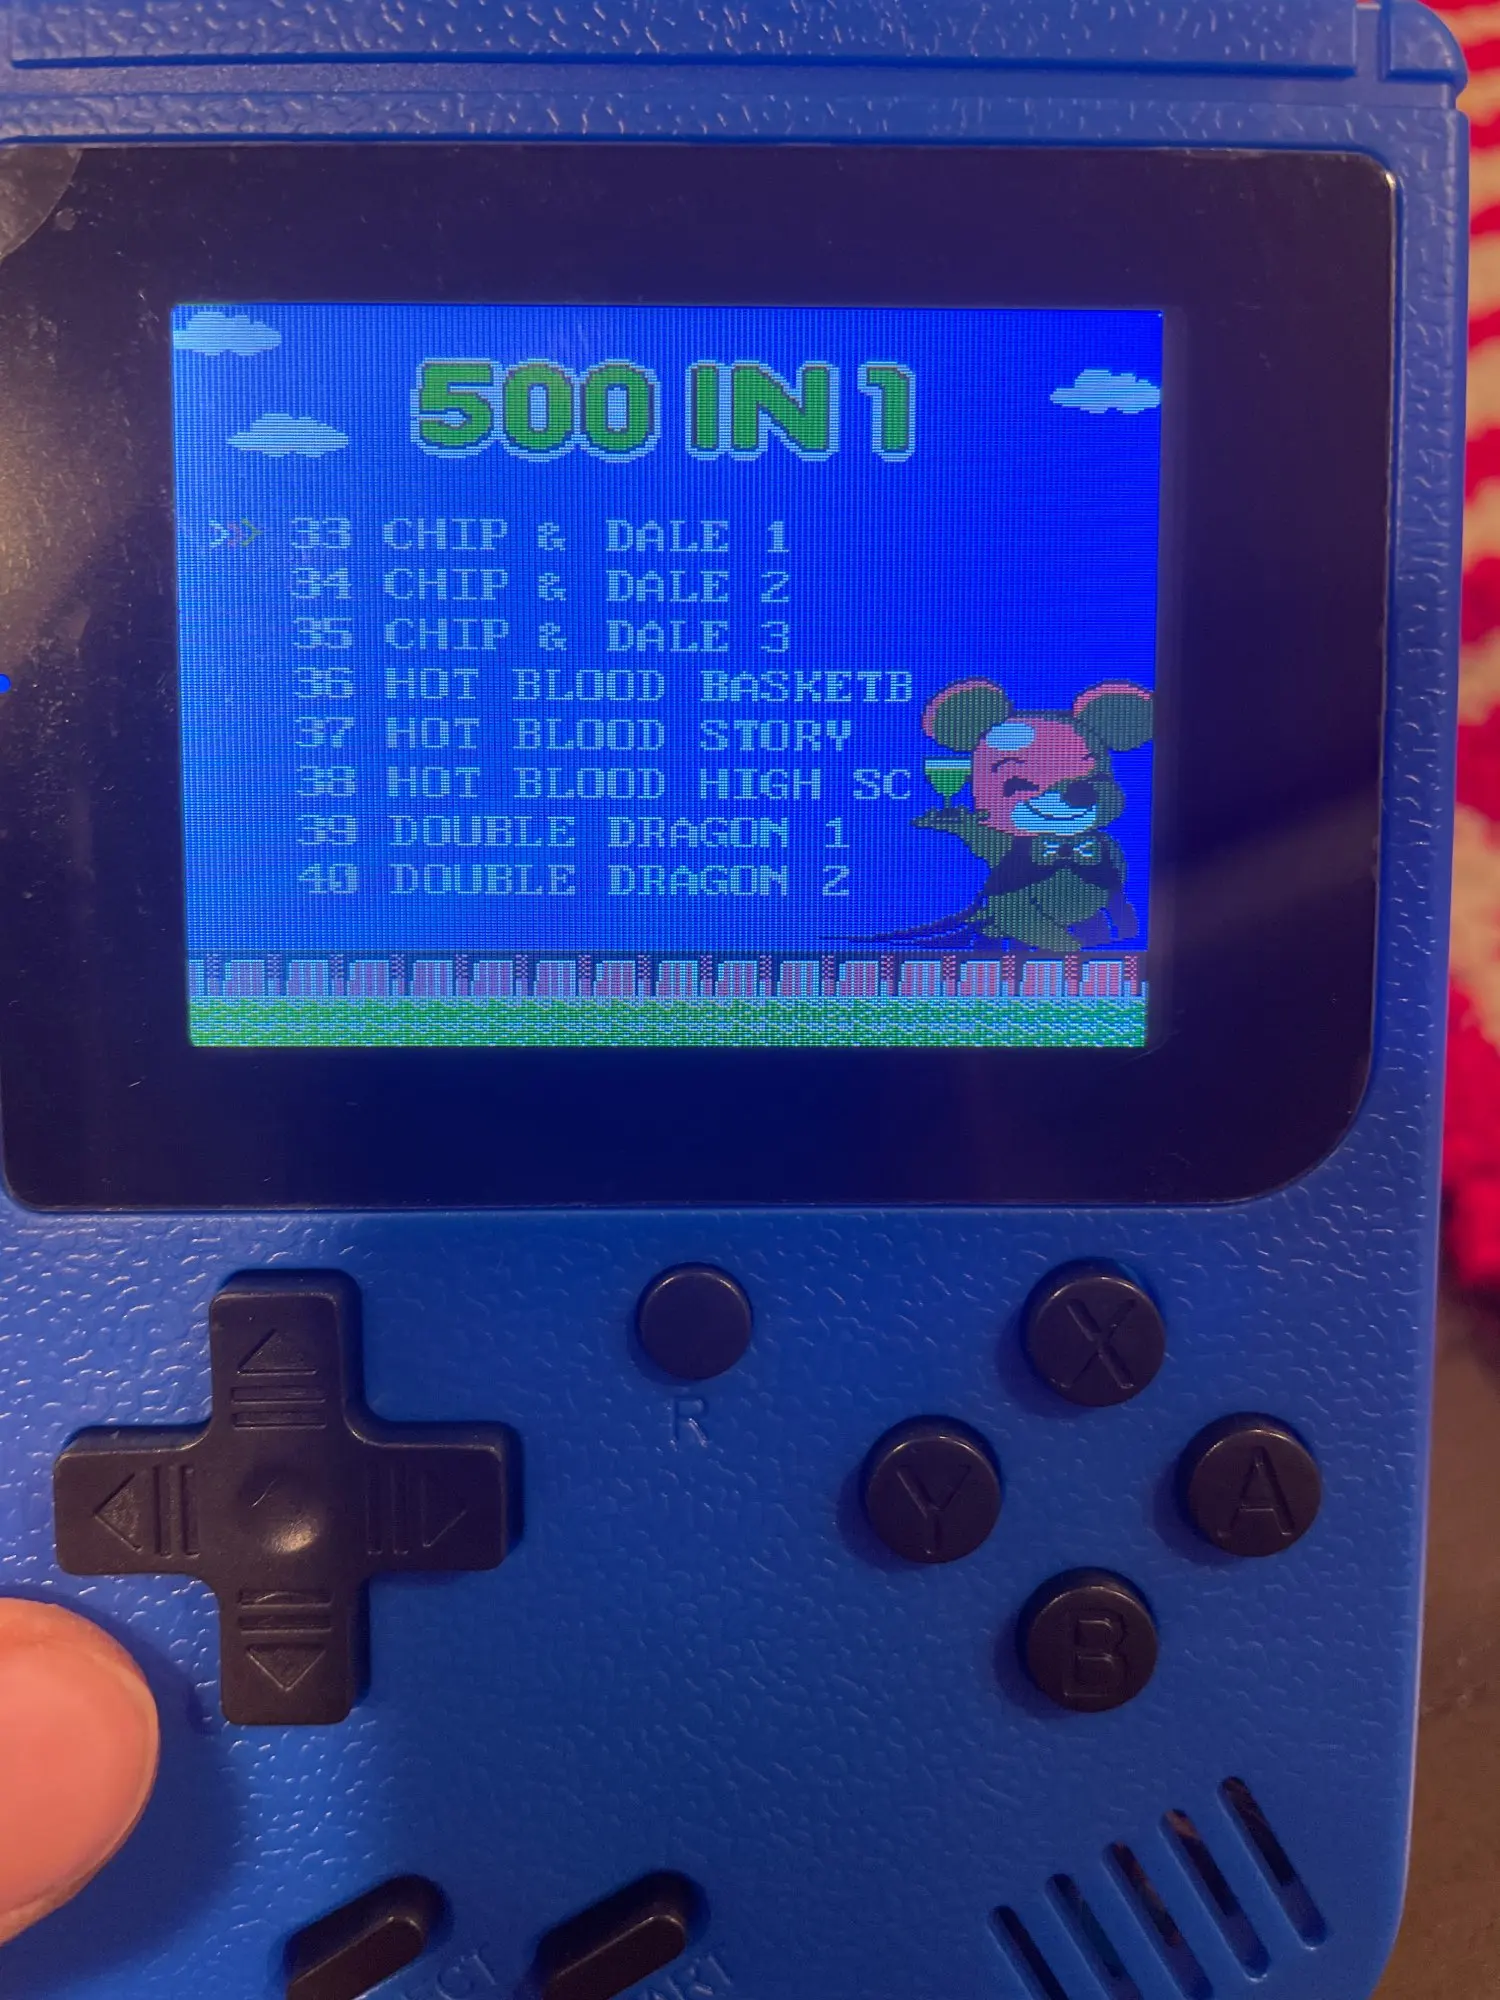 500 IN 1
>>> 33 CHIP & DALE 1
34 CHIP & DALE 2
35 CHIP & DALE 3
36 HOT BLOOD BASKETB
37 HOT BLOOD STORY
38 HOT BLOOD HIGH SC
39 DOUBLE DRAGON 1
40 DOUBLE DRAGON 2
R
X
Y
A
B